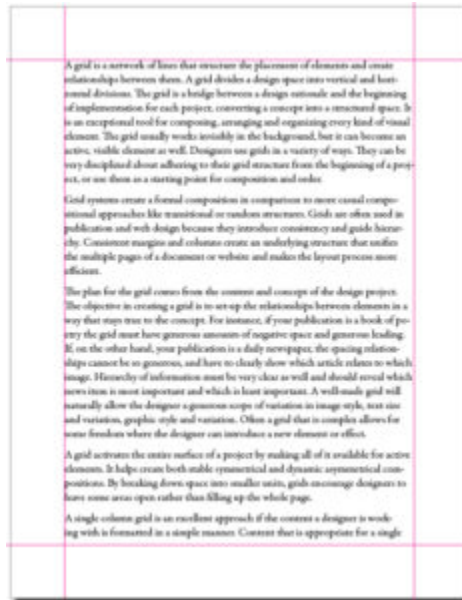 A grid is a network of lines that structure the placement of elements and create
relationships between them. A grid divides a design space into vertical and hori-
zontal divisions. The grid is a bridge between a design rationale and the beginning
of implementation for each project, converting a concept into a structured space. It
is an exceptional tool for composing, arranging and organizing every kind of visual
element. The grid usually works invisibly in the background, but it can become an
active, visible element as well. Designers use grids in a variety of ways. They can be
very disciplined about adhering to their grid structure from the beginning of a proj-
ect, or use them as a starting point for composition and order.
Grid systems create a formal composition in comparison to more casual compo-
sitional approaches like transitional or random structures. Grids are often used in
publication and web design because they introduce consistency and guide hierar-
chy. Consistent margins and columns create an underlying structure that unifies
the multiple pages of a document or website and makes the layout process more
efficient.
The plan for the grid comes from the content and concept of the design project.
The objective in creating a grid is to set-up the relationships between elements in a
way that stays true to the concept. For instance, if your publication is a book of po-
etry the grid must have generous amounts of negative space and generous leading.
If, on the other hand, your publication is a daily newspaper, the spacing relation-
ships cannot be so generous, and have to clearly show which article relates to which
image. Hierarchy of information must be very clear as well and should reveal which
news item is most important and which is least important. A well-made grid will
naturally allow the designer a generous scope of variation in image style, text size
and variation, graphic style and variation. Often a grid that is complex allows for
some freedom where the designer can introduce a new element or effect.
A grid activates the entire surface of a project by making all of it available for active
elements. It helps create both stable symmetrical and dynamic asymmetrical com-
positions. By breaking down space into smaller units, grids encourage designers to
leave some areas open rather than filling up the whole page.
A single column grid is an excellent approach if the content a designer is work-
ing with is formatted in a simple manner. Content that is appropriate for a single